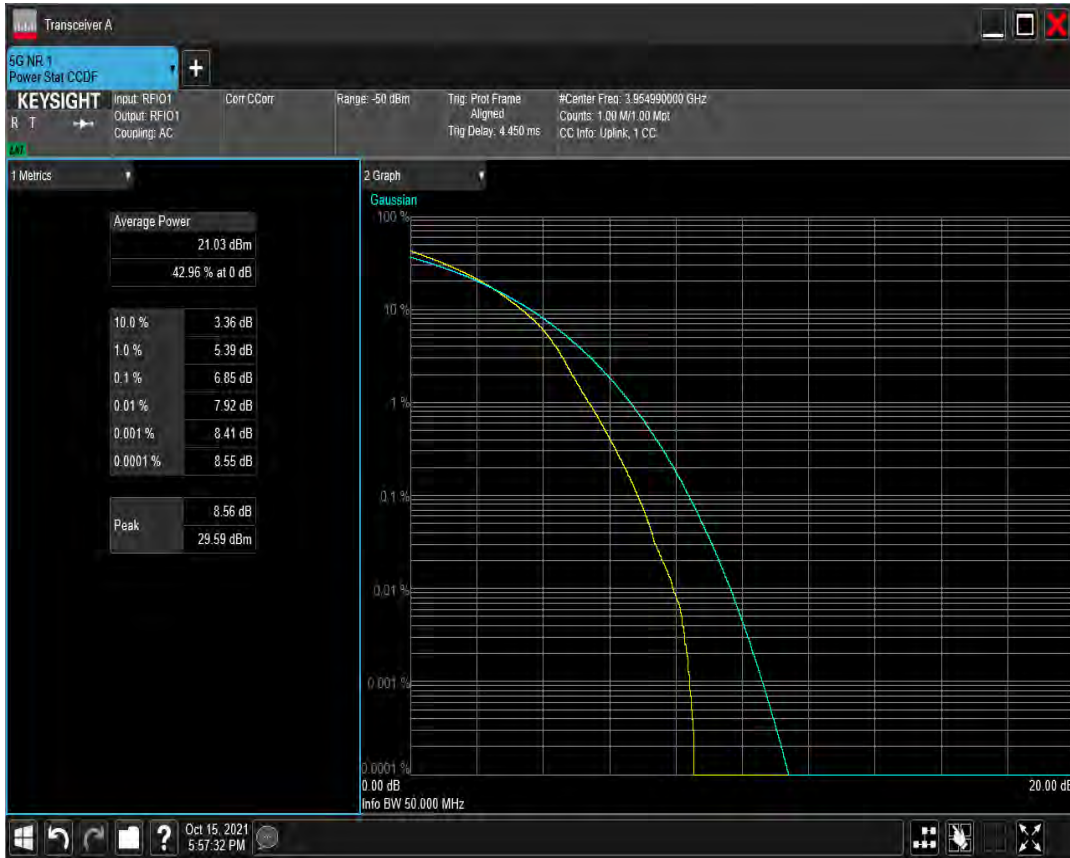 Transceiver A
5G NR 1
Power Stat CCDF
+
KEYSIGHT
R T
LXI
Input: RFIO1
Output: RFIO1
Coupling: AC
Corr CCorr
Range: -50 dBm
Trig: Prot Frame
Aligned
Trig Delay: 4.450 ms
#Center Freq: 3.954990000 GHz
Counts: 1.00 M/1.00 Mpt
CC Info: Uplink, 1 CC
1 Metrics
Average Power
21.03 dBm
42.96 % at 0 dB
10.0 % 3.36 dB
1.0 % 5.39 dB
0.1 % 6.85 dB
0.01 % 7.92 dB
0.001 % 8.41 dB
0.0001 % 8.55 dB
Peak 8.56 dB
29.59 dBm
2 Graph
Gaussian
100 %
10 %
1 %
0.1 %
0.01 %
0.001 %
0.0001 %
0.00 dB 20.00 dB
Info BW 50.000 MHz
?
Oct 15, 2021
5:57:32 PM